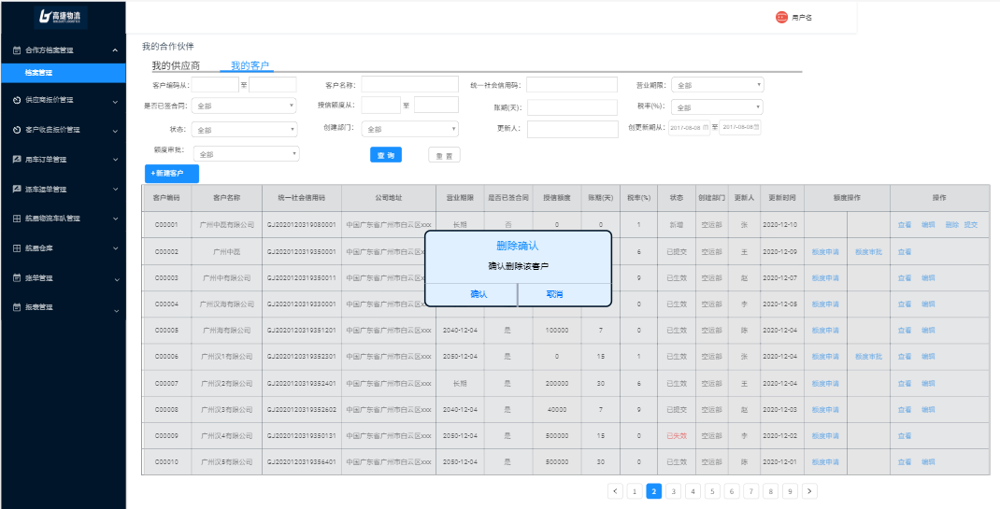 高捷物流
用户名
合作方档案管理
档案管理
供应商报价管理
客户收费报价管理
用车订单管理
派车运单管理
航晨物流车队管理
航晨仓库
账单管理
报表管理
我的合作伙伴
我的供应商 我的客户
客户编码从: 至 客户名称: 统一社会信用码: 营业期限: 全部
是否已签合同: 全部 授信额度从: 至 账期(天): 税率(%): 全部
状态: 全部 创建部门: 全部 更新人: 创更新期从: 2017-08-08 至 2017-08-08
额度审批: 全部 查 询 重 置
+新建客户
客户编码 客户名称 统一社会信用码 公司地址 营业期限 是否已签合同 授信额度 账期(天) 税率(%) 状态 创建部门 更新人 更新时间 额度操作 操作
C00001 广州中磊有限公司 GJ2020120319080001 中国广东省广州市白云区xxx 长期 否 0 0 1 新增 空运部 张 2020-12-10 查看 编辑 删除 提交
C00002 广州中磊 GJ2020120319350001 中国广东省广州市白云区xxx 6 已提交 空运部 王 2020-12-09 额度申请 额度审批 查看
C00003 广州中有限公司 GJ2020120319350011 中国广东省广州市白云区xxx 9 已生效 空运部 赵 2020-12-07 额度申请 查看 编辑
C00004 广州汉海有限公司 GJ2020120319330001 中国广东省广州市白云区xxx 0 已生效 空运部 李 2020-12-05 额度申请 查看 编辑
删除确认
确认删除该客户
确认 取消
C00005 广州海有限公司 GJ2020120319351201 中国广东省广州市白云区xxx 2040-12-04 是 100000 7 0 已生效 空运部 陈 2020-12-04 额度申请 查看 编辑
C00006 广州汉1有限公司 GJ2020120319352301 中国广东省广州市白云区xxx 2050-12-04 是 0 15 1 已生效 空运部 张 2020-12-04 额度申请 额度审批 查看 编辑
C00007 广州汉2有限公司 GJ2020120319352401 中国广东省广州市白云区xxx 长期 是 200000 30 6 已生效 空运部 王 2020-12-04 额度申请 查看 编辑
C00008 广州汉3有限公司 GJ2020120319352602 中国广东省广州市白云区xxx 2040-12-04 是 40000 7 9 已提交 空运部 赵 2020-12-03 额度申请 查看 编辑
C00009 广州汉4有限公司 GJ2020120319350131 中国广东省广州市白云区xxx 2050-12-04 是 500000 15 0 已失效 空运部 李 2020-12-02 额度申请 查看
C00010 广州汉5有限公司 GJ2020120319356401 中国广东省广州市白云区xxx 2050-12-04 是 500000 30 0 已生效 空运部 陈 2020-12-01 额度申请 查看 编辑
< 1 2 3 4 5 6 7 8 9 >